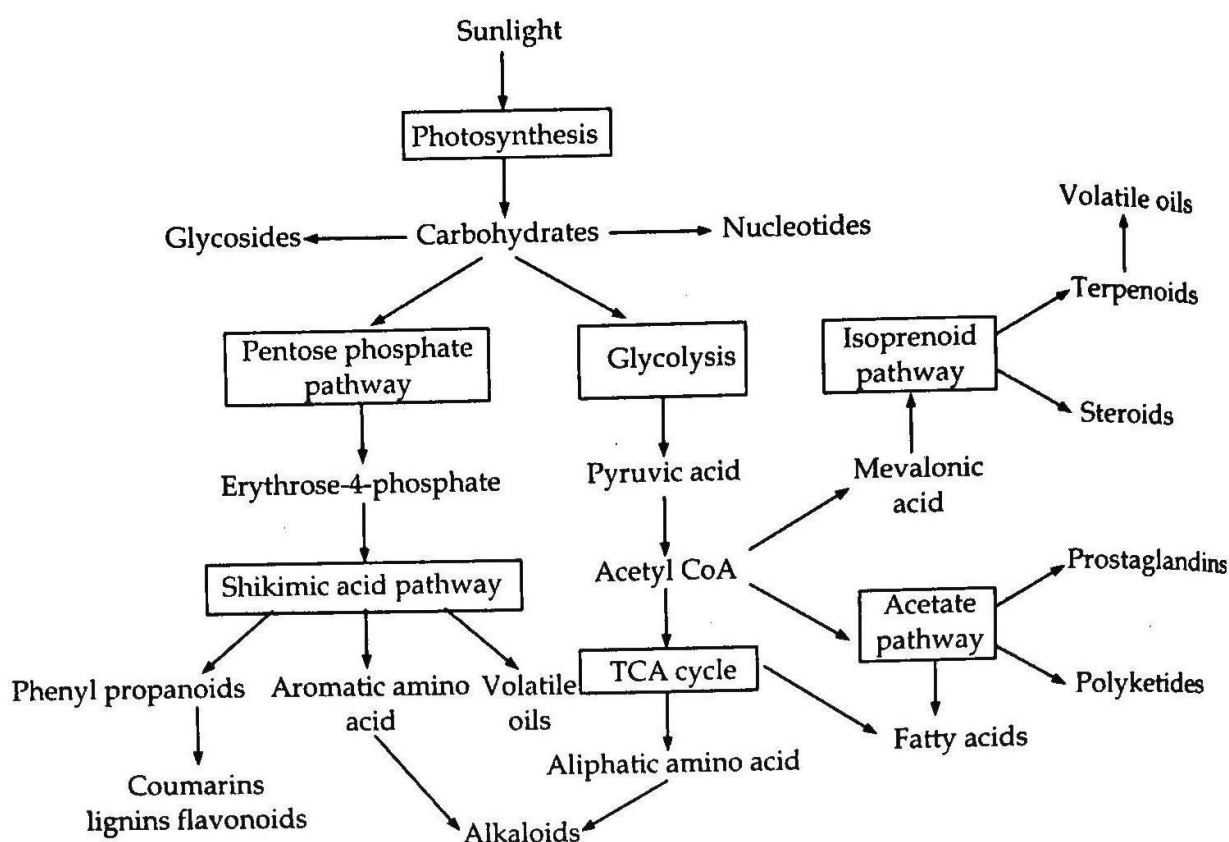 Sunlight
Photosynthesis
Volatile oils
Glycosides
Carbohydrates
Nucleotides
Terpenoids
Pentose phosphate
pathway
Glycolysis
Isoprenoid
pathway
Steroids
Erythrose-4-phosphate
Pyruvic acid
Mevalonic
acid
Shikimic acid pathway
Acetyl CoA
Prostaglandins
Acetate
pathway
Phenyl propanoids
Aromatic amino
acid
Volatile
oils
TCA cycle
Polyketides
Fatty acids
Coumarins
lignins flavonoids
Aliphatic amino acid
Alkaloids